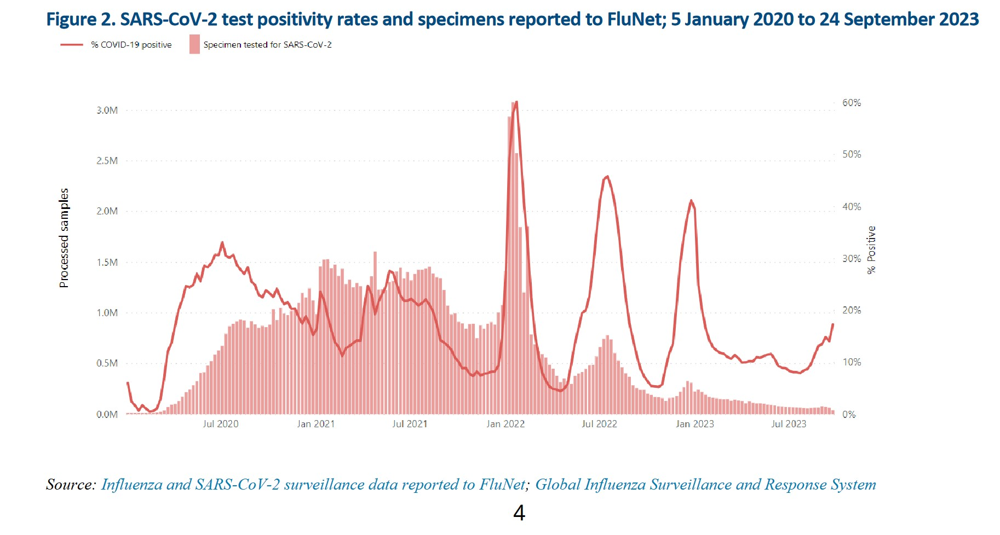 Figure 2. SARS-CoV-2 test positivity rates and specimens reported to FluNet; 5 January 2020 to 24 September 2023
% COVID-19 positive
Specimen tested for SARS-CoV-2
Processed samples
3.0M
2.5M
2.0M
1.5M
1.0M
0.5M
0.0M
60%
50%
40%
30%
20%
10%
0%
% Positive
Jul 2020
Jan 2021
Jul 2021
Jan 2022
Jul 2022
Jan 2023
Jul 2023
Source: Influenza and SARS-CoV-2 surveillance data reported to FluNet; Global Influenza Surveillance and Response System
4